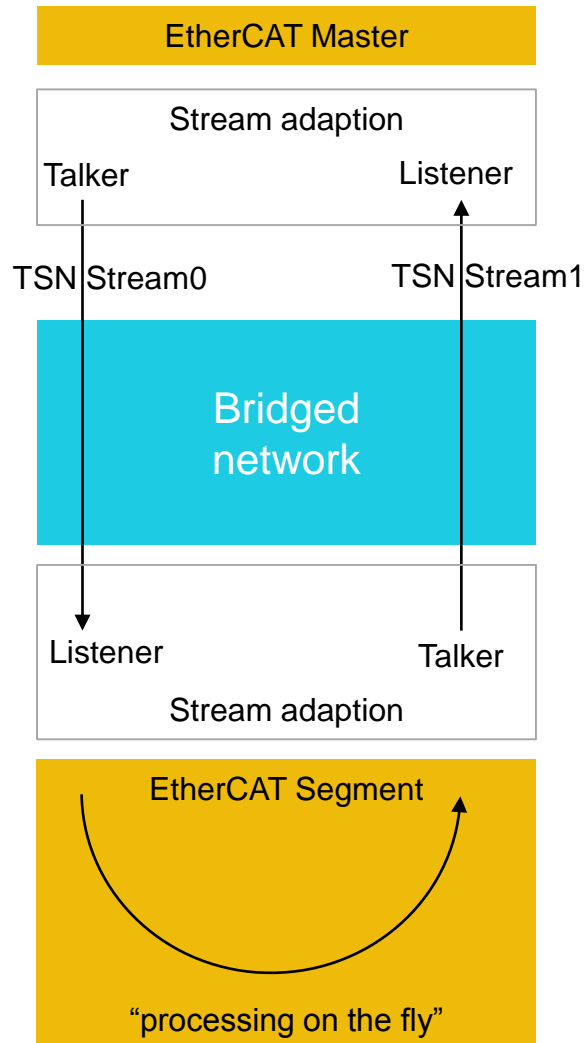 EtherCAT Master
Stream adaption
Talker
Listener
TSN Stream0
TSN Stream1
Bridged
network
Listener
Talker
Stream adaption
EtherCAT Segment
“processing on the fly”